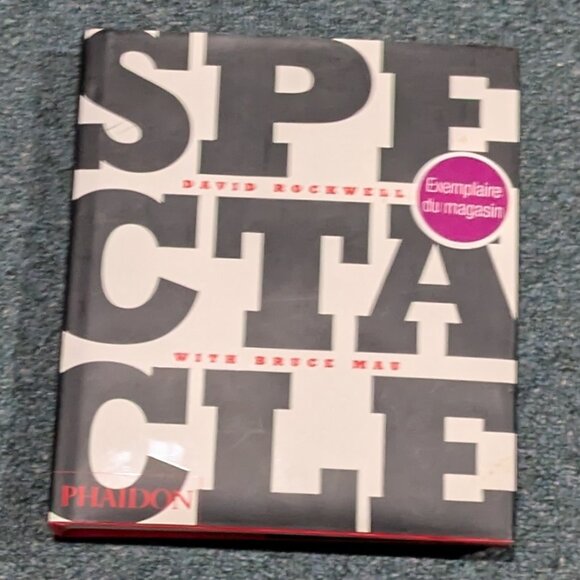 SPE
DAVID ROCKWELL
Exemplaire
du magasin
CTA
WITH BRUCE MAU
CLE
PHAIDON